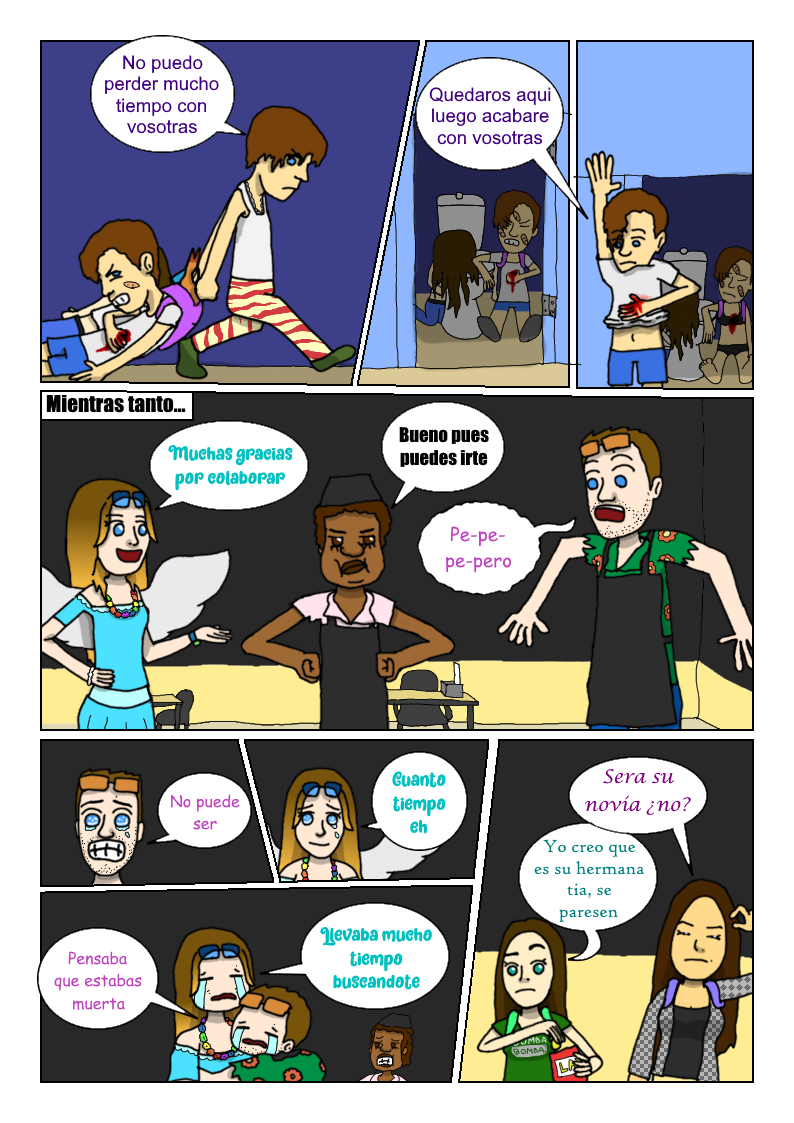 No puedo
perder mucho
tiempo con
vosotras
Quedaros aqui
luego acabare
con vosotras
Mientras tanto...
Muchas gracias
por colaborar
Bueno pues
puedes irte
Pe-pe-
pe-pero
No puede
ser
Cuanto
tiempo
eh
Sera su
novía ¿no?
Yo creo que
es su hermana
tia, se
paresen
Pensaba
que estabas
muerta
Llevaba mucho
tiempo
buscandote
BOMBA
BOMBA
LA